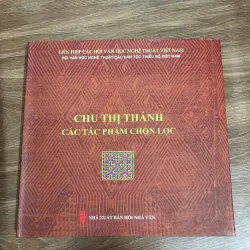 LIÊN HIỆP CÁC HỘI VĂN HỌC NGHỆ THUẬT VIỆT NAM
HỘI VĂN HỌC NGHỆ THUẬT CÁC DÂN TỘC THIỂU SỐ VIỆT NAM
CHU THỊ THÀNH
CÁC TÁC PHẨM CHỌN LỌC
NHÀ XUẤT BẢN HỘI NHÀ VĂN